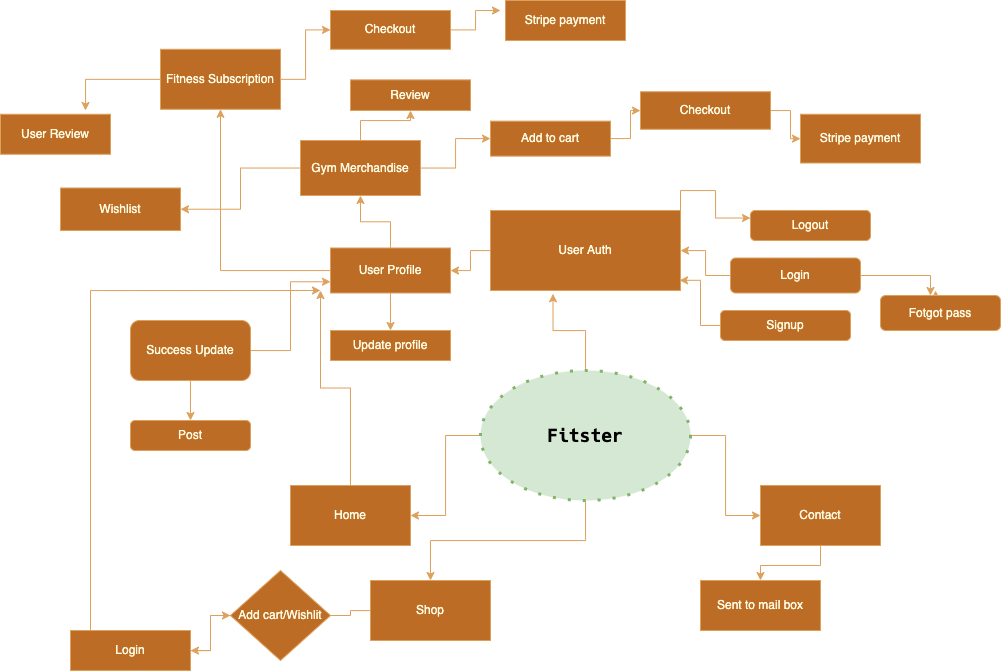 Stripe payment
Checkout
Fitness Subscription
Review
Checkout
User Review
Add to cart
Stripe payment
Gym Merchandise
Wishlist
Logout
User Auth
User Profile
Login
Fotgot pass
Signup
Success Update
Update profile
Post
Fitster
Home
Contact
Sent to mail box
Shop
Add cart/Wishlit
Login